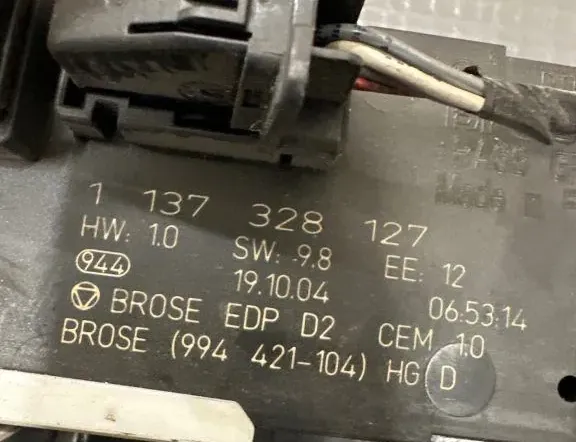 1 137 328 127
HW: 1.0 SW: 9.8 EE: 12
944 19.10.04 06:53:14
BROSE EDP D2 CEM 1.0
BROSE (994 421-104) HG D
Made